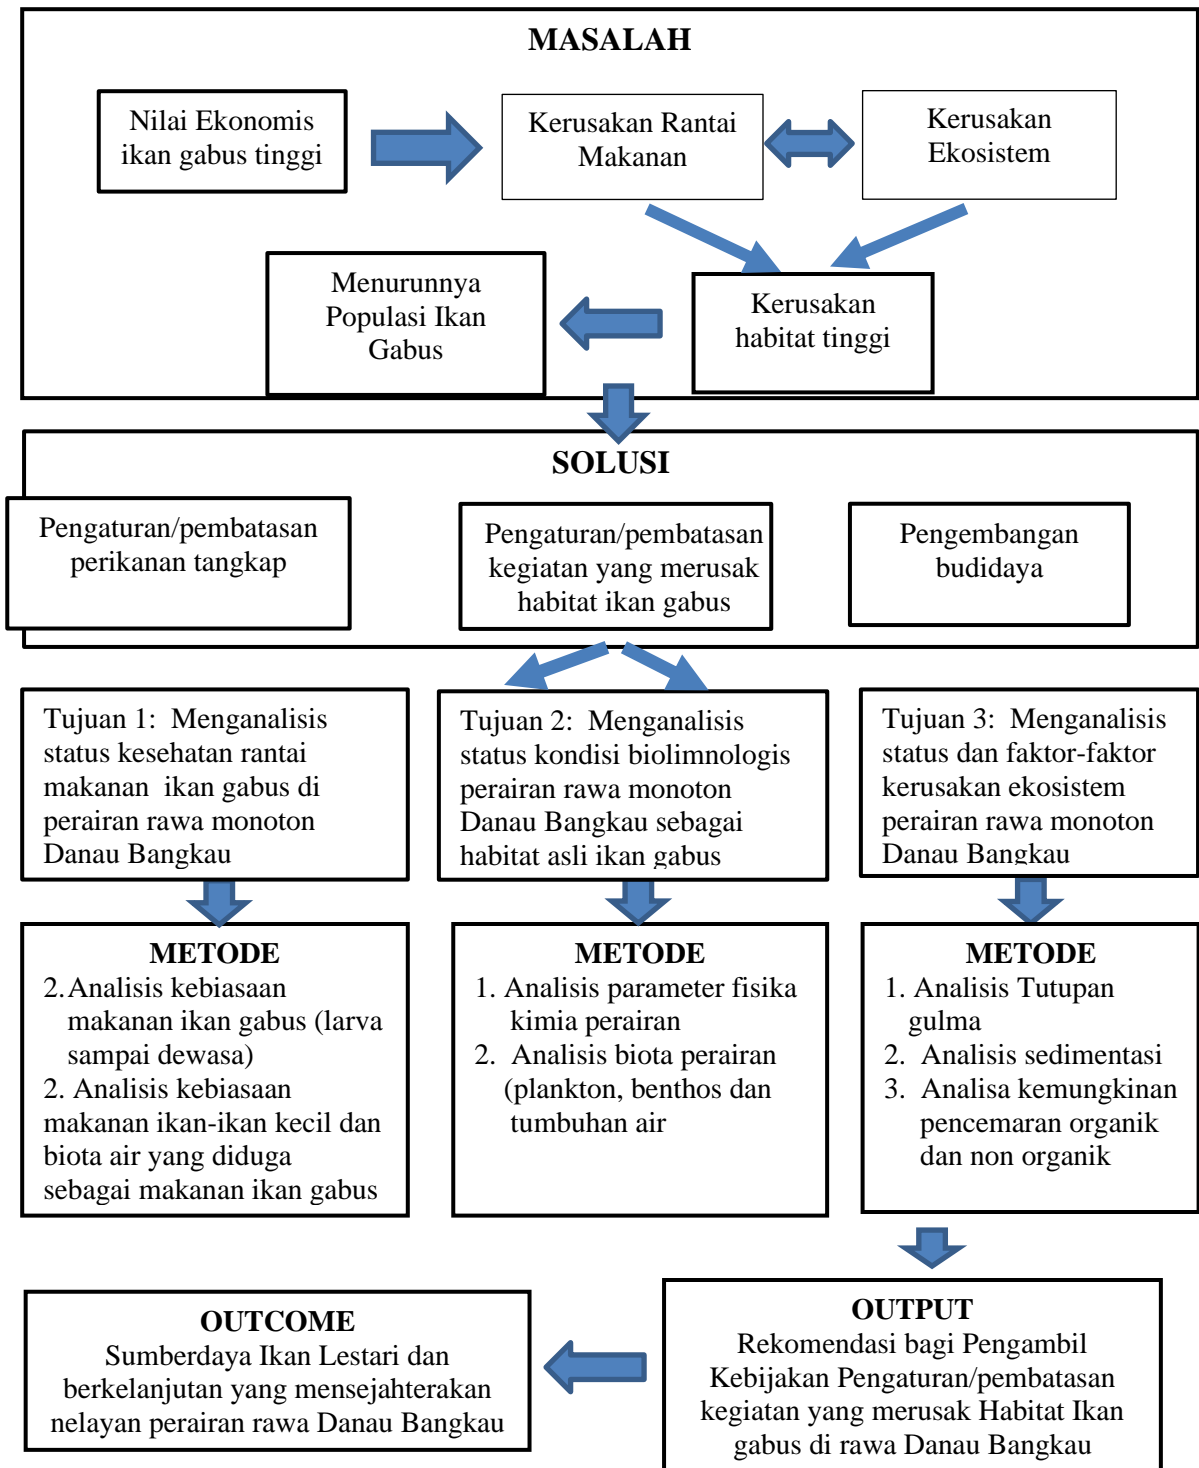 MASALAH
Nilai Ekonomis
ikan gabus tinggi
Kerusakan Rantai
Makanan
Kerusakan
Ekosistem
Menurunnya
Populasi Ikan
Gabus
Kerusakan
habitat tinggi
SOLUSI
Pengaturan/pembatasan
perikanan tangkap
Pengaturan/pembatasan
kegiatan yang merusak
habitat ikan gabus
Pengembangan
budidaya
Tujuan 1: Menganalisis
status kesehatan rantai
makanan ikan gabus di
perairan rawa monoton
Danau Bangkau
Tujuan 2: Menganalisis
status kondisi biolimnologis
perairan rawa monoton
Danau Bangkau sebagai
habitat asli ikan gabus
Tujuan 3: Menganalisis
status dan faktor-faktor
kerusakan ekosistem
perairan rawa monoton
Danau Bangkau
METODE
2. Analisis kebiasaan
makanan ikan gabus (larva
sampai dewasa)
2. Analisis kebiasaan
makanan ikan-ikan kecil dan
biota air yang diduga
sebagai makanan ikan gabus
METODE
1. Analisis parameter fisika
kimia perairan
2. Analisis biota perairan
(plankton, benthos dan
tumbuhan air
METODE
1. Analisis Tutupan
gulma
2. Analisis sedimentasi
3. Analisa kemungkinan
pencemaran organik
dan non organik
OUTCOME
Sumberdaya Ikan Lestari dan
berkelanjutan yang mensejahterakan
nelayan perairan rawa Danau Bangkau
OUTPUT
Rekomendasi bagi Pengambil
Kebijakan Pengaturan/pembatasan
kegiatan yang merusak Habitat Ikan
gabus di rawa Danau Bangkau